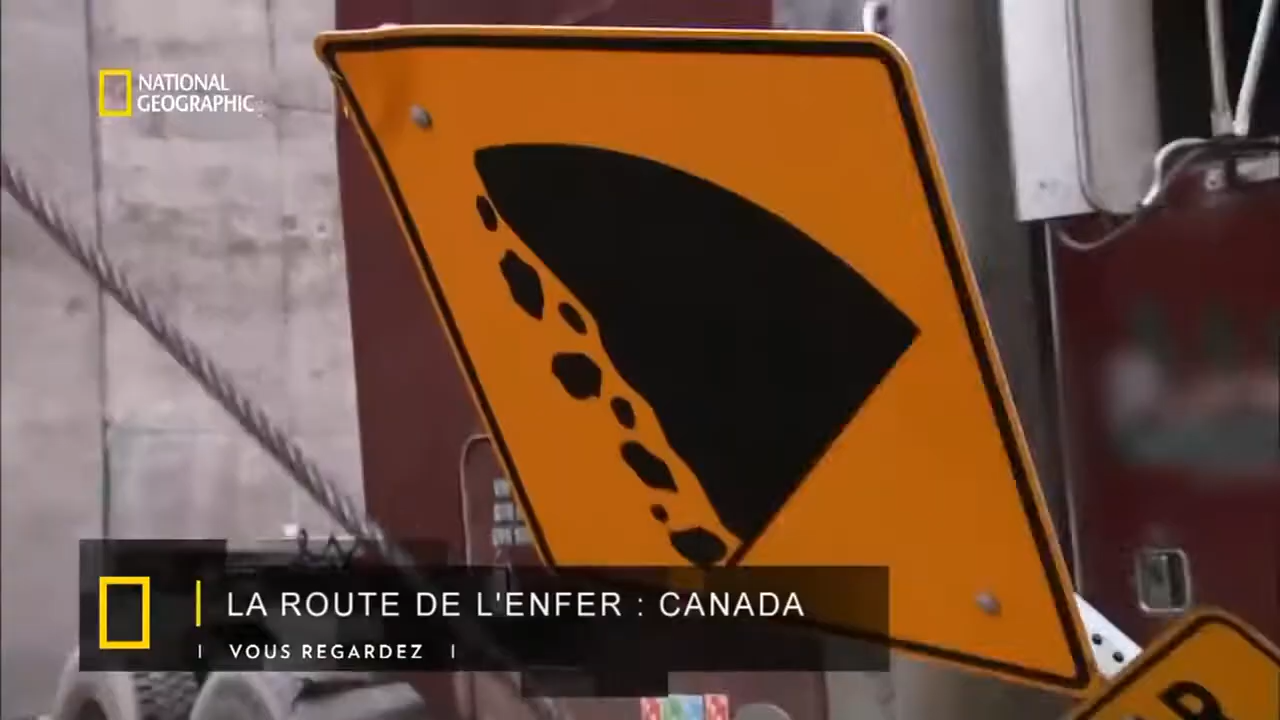 NATIONAL
GEOGRAPHIC
LA ROUTE DE L'ENFER : CANADA
VOUS REGARDEZ